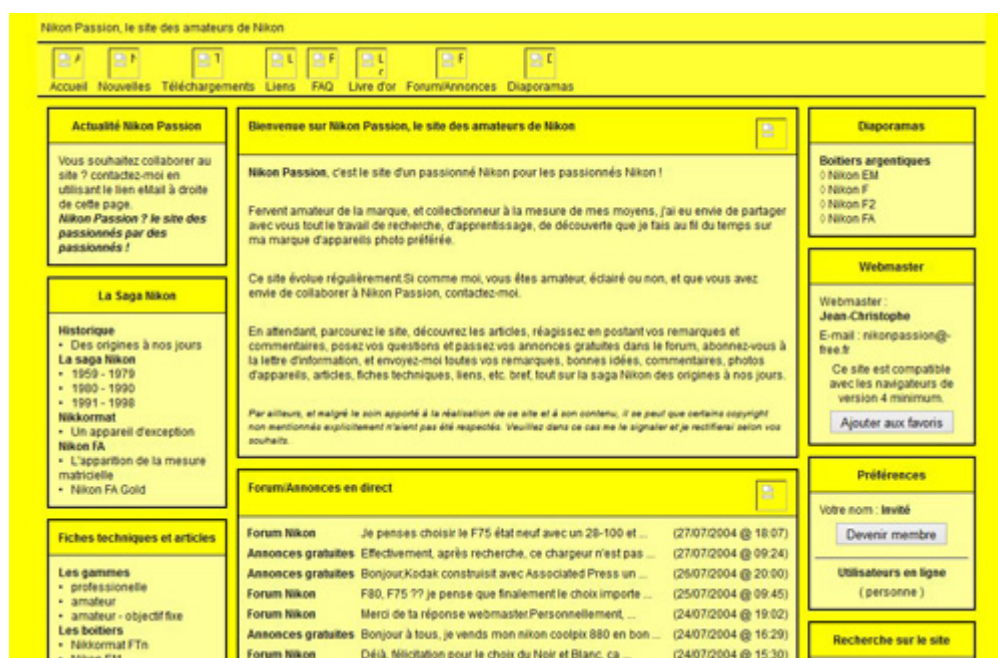 Nikon Passion, le site des amateurs de Nikon
Accueil Nouvelles Téléchargements Liens FAQ Livre d'or Forum/Annonces Diaporamas
Actualité Nikon Passion
Vous souhaitez collaborer au
site ? contactez-moi en
utilisant le lien eMail à droite
de cette page.
Nikon Passion ? le site des
passionnés par des
passionnés !
La Saga Nikon
Historique
• Des origines à nos jours
La saga Nikon
• 1959 - 1979
• 1980 - 1990
• 1991 - 1998
Nikkormat
• Un appareil d'exception
Nikon FA
• L'apparition de la mesure
matricielle
• Nikon FA Gold
Fiches techniques et articles
Les gammes
• professionelle
• amateur
• amateur - objectif fixe
Les boitiers
• Nikkormat FTn
• Nikon EM
Bienvenue sur Nikon Passion, le site des amateurs de Nikon
Nikon Passion, c'est le site d'un passionné Nikon pour les passionnés Nikon !
Fervent amateur de la marque, et collectionneur à la mesure de mes moyens, j'ai eu envie de partager
avec vous tout le travail de recherche, d'apprentissage, de découverte que je fais au fil du temps sur
ma marque d'appareils photo préférée.
Ce site évolue régulièrement.Si comme moi, vous êtes amateur, éclairé ou non, et que vous avez
envie de collaborer à Nikon Passion, contactez-moi.
En attendant, parcourez le site, découvrez les articles, réagissez en postant vos remarques et
commentaires, posez vos questions et passez vos annonces gratuites dans le forum, abonnez-vous à
la lettre d'information, et envoyez-moi toutes vos remarques, bonnes idées, commentaires, photos
d'appareils, articles, fiches techniques, liens, etc. bref, tout sur la saga Nikon des origines à nos jours.
Par ailleurs, et malgré le soin apporté à la réalisation de ce site et à son contenu, il se peut que certains copyright
non mentionnés explicitement n'aient pas été respectés. Veuillez dans ce cas me le signaler et je rectifierai selon vos
souhaits.
Forum/Annonces en direct
Forum Nikon Je penses choisir le F75 état neuf avec un 28-100 et ... (27/07/2004 @ 18:07)
Annonces gratuites Effectivement, après recherche, ce chargeur n'est pas ... (27/07/2004 @ 09:24)
Annonces gratuites Bonjour,Kodak construisit avec Associated Press un ... (26/07/2004 @ 20:00)
Forum Nikon F80, F75 ?? je pense que finalement le choix importe ... (25/07/2004 @ 09:45)
Forum Nikon Merci de ta réponse webmaster.Personnellement, ... (24/07/2004 @ 19:02)
Annonces gratuites Bonjour à tous, je vends mon nikon coolpix 880 en bon ... (24/07/2004 @ 16:29)
Forum Nikon Déjà, félicitation pour le choix du Noir et Blanc, ça ... (24/07/2004 @ 15:30)
Diaporamas
Boitiers argentiques
◊ Nikon EM
◊ Nikon F
◊ Nikon F2
◊ Nikon FA
Webmaster
Webmaster :
Jean-Christophe
E-mail : nikonpassion@-
free.fr
Ce site est compatible
avec les navigateurs de
version 4 minimum.
Ajouter aux favoris
Préférences
Votre nom : Invité
Devenir membre
Utilisateurs en ligne
( personne )
Recherche sur le site